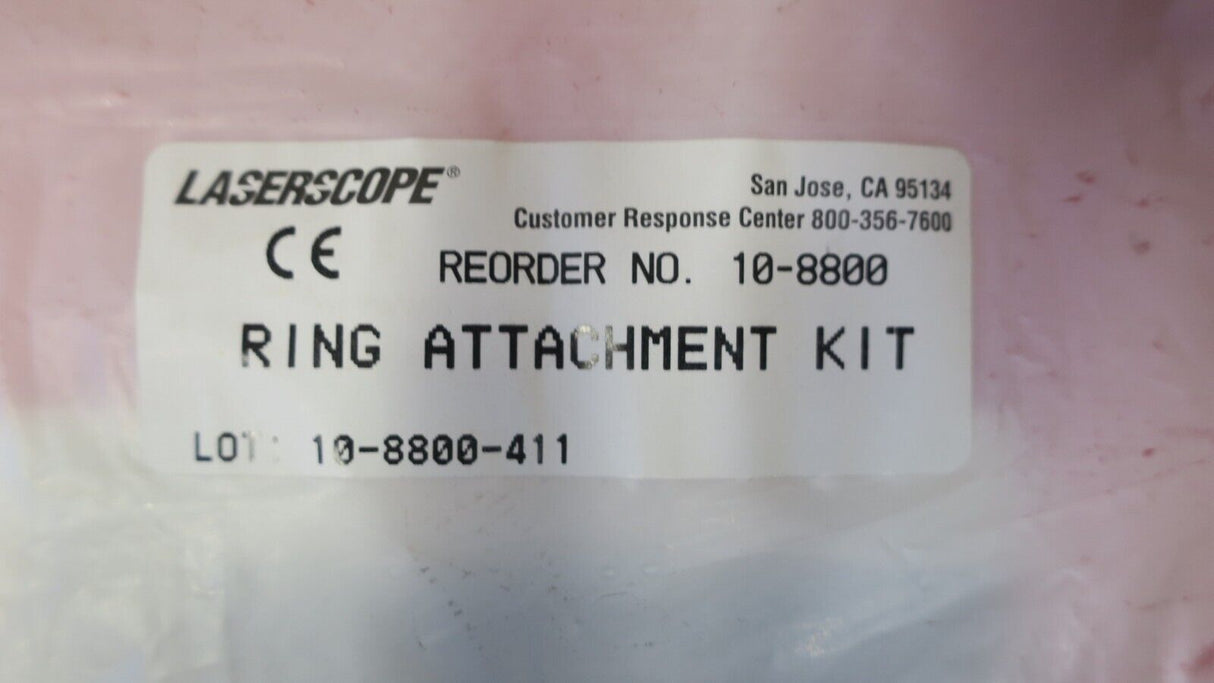 LASERSCOPE®
San Jose, CA 95134
Customer Response Center 800-356-7600
CE REORDER NO. 10-8800
RING ATTACHMENT KIT
LOT: 10-8800-411